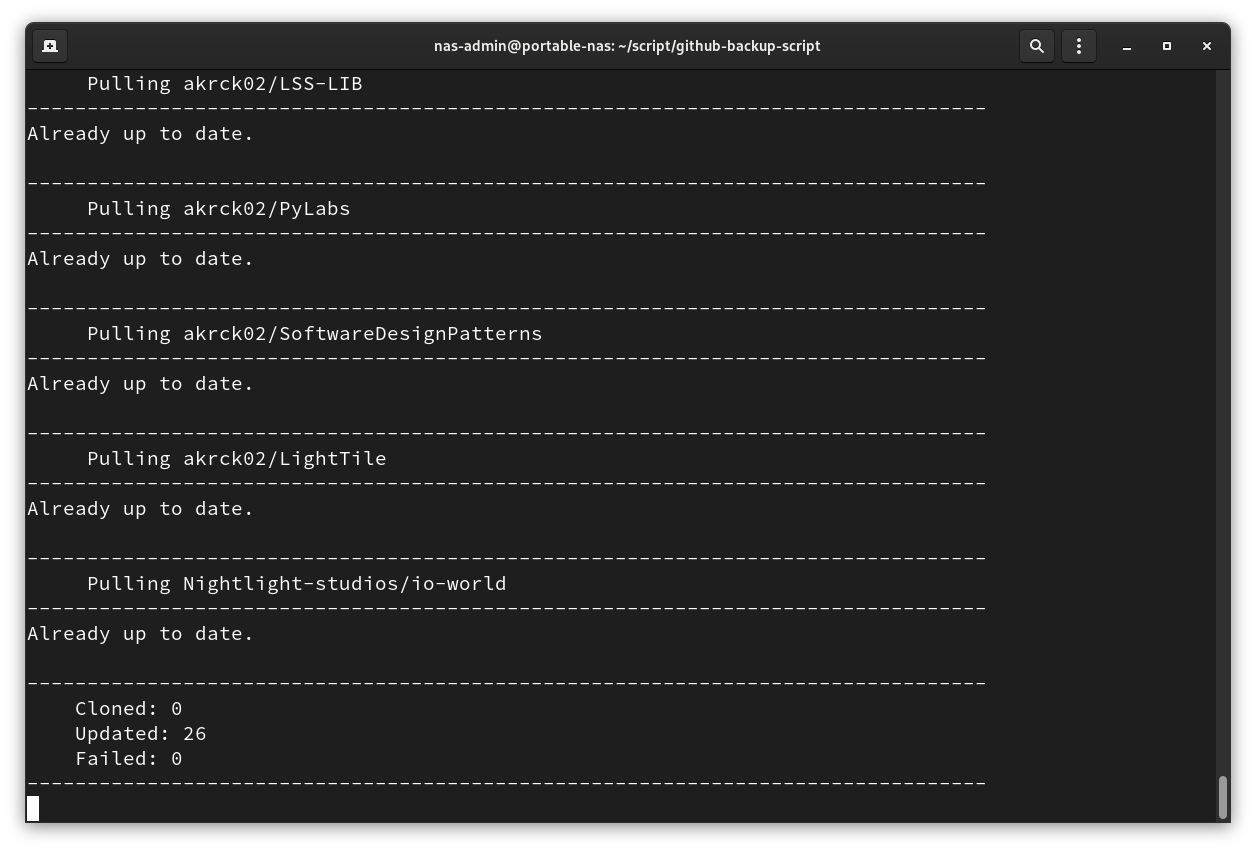 nas-admin@portable-nas: ~/script/github-backup-script
Pulling akrck02/LSS-LIB
--------------------------------------------------------------------------------
Already up to date.
--------------------------------------------------------------------------------
Pulling akrck02/PyLabs
--------------------------------------------------------------------------------
Already up to date.
--------------------------------------------------------------------------------
Pulling akrck02/SoftwareDesignPatterns
--------------------------------------------------------------------------------
Already up to date.
--------------------------------------------------------------------------------
Pulling akrck02/LightTile
--------------------------------------------------------------------------------
Already up to date.
--------------------------------------------------------------------------------
Pulling Nightlight-studios/io-world
--------------------------------------------------------------------------------
Already up to date.
--------------------------------------------------------------------------------
Cloned: 0
Updated: 26
Failed: 0
--------------------------------------------------------------------------------